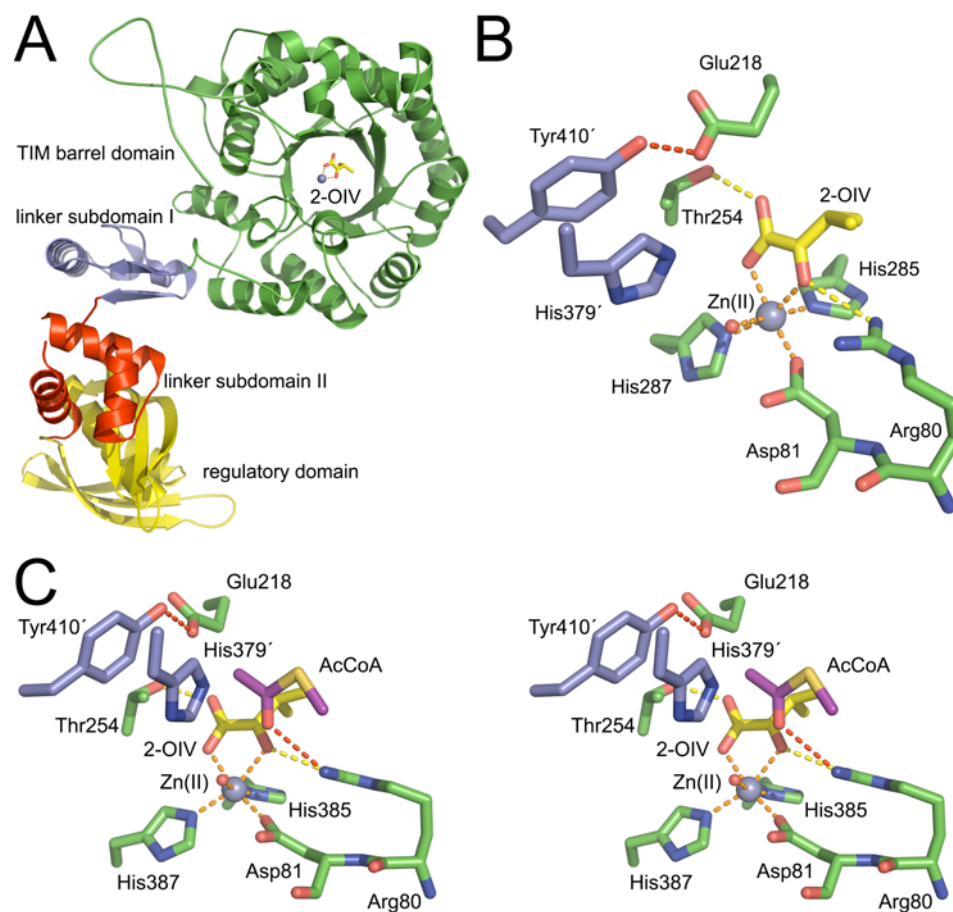 A
TIM barrel domain
2-OIV
linker subdomain I
linker subdomain II
regulatory domain
B
Glu218
Tyr410´
Thr254
2-OIV
His285
His379´
Zn(II)
His287
Asp81
Arg80
C
Glu218
Tyr410´
His379´
AcCoA
Thr254
2-OIV
Zn(II)
His385
Asp81
His387
Arg80
Glu218
Tyr410´
His379´
AcCoA
Thr254
2-OIV
Zn(II)
His385
Asp81
His387
Arg80